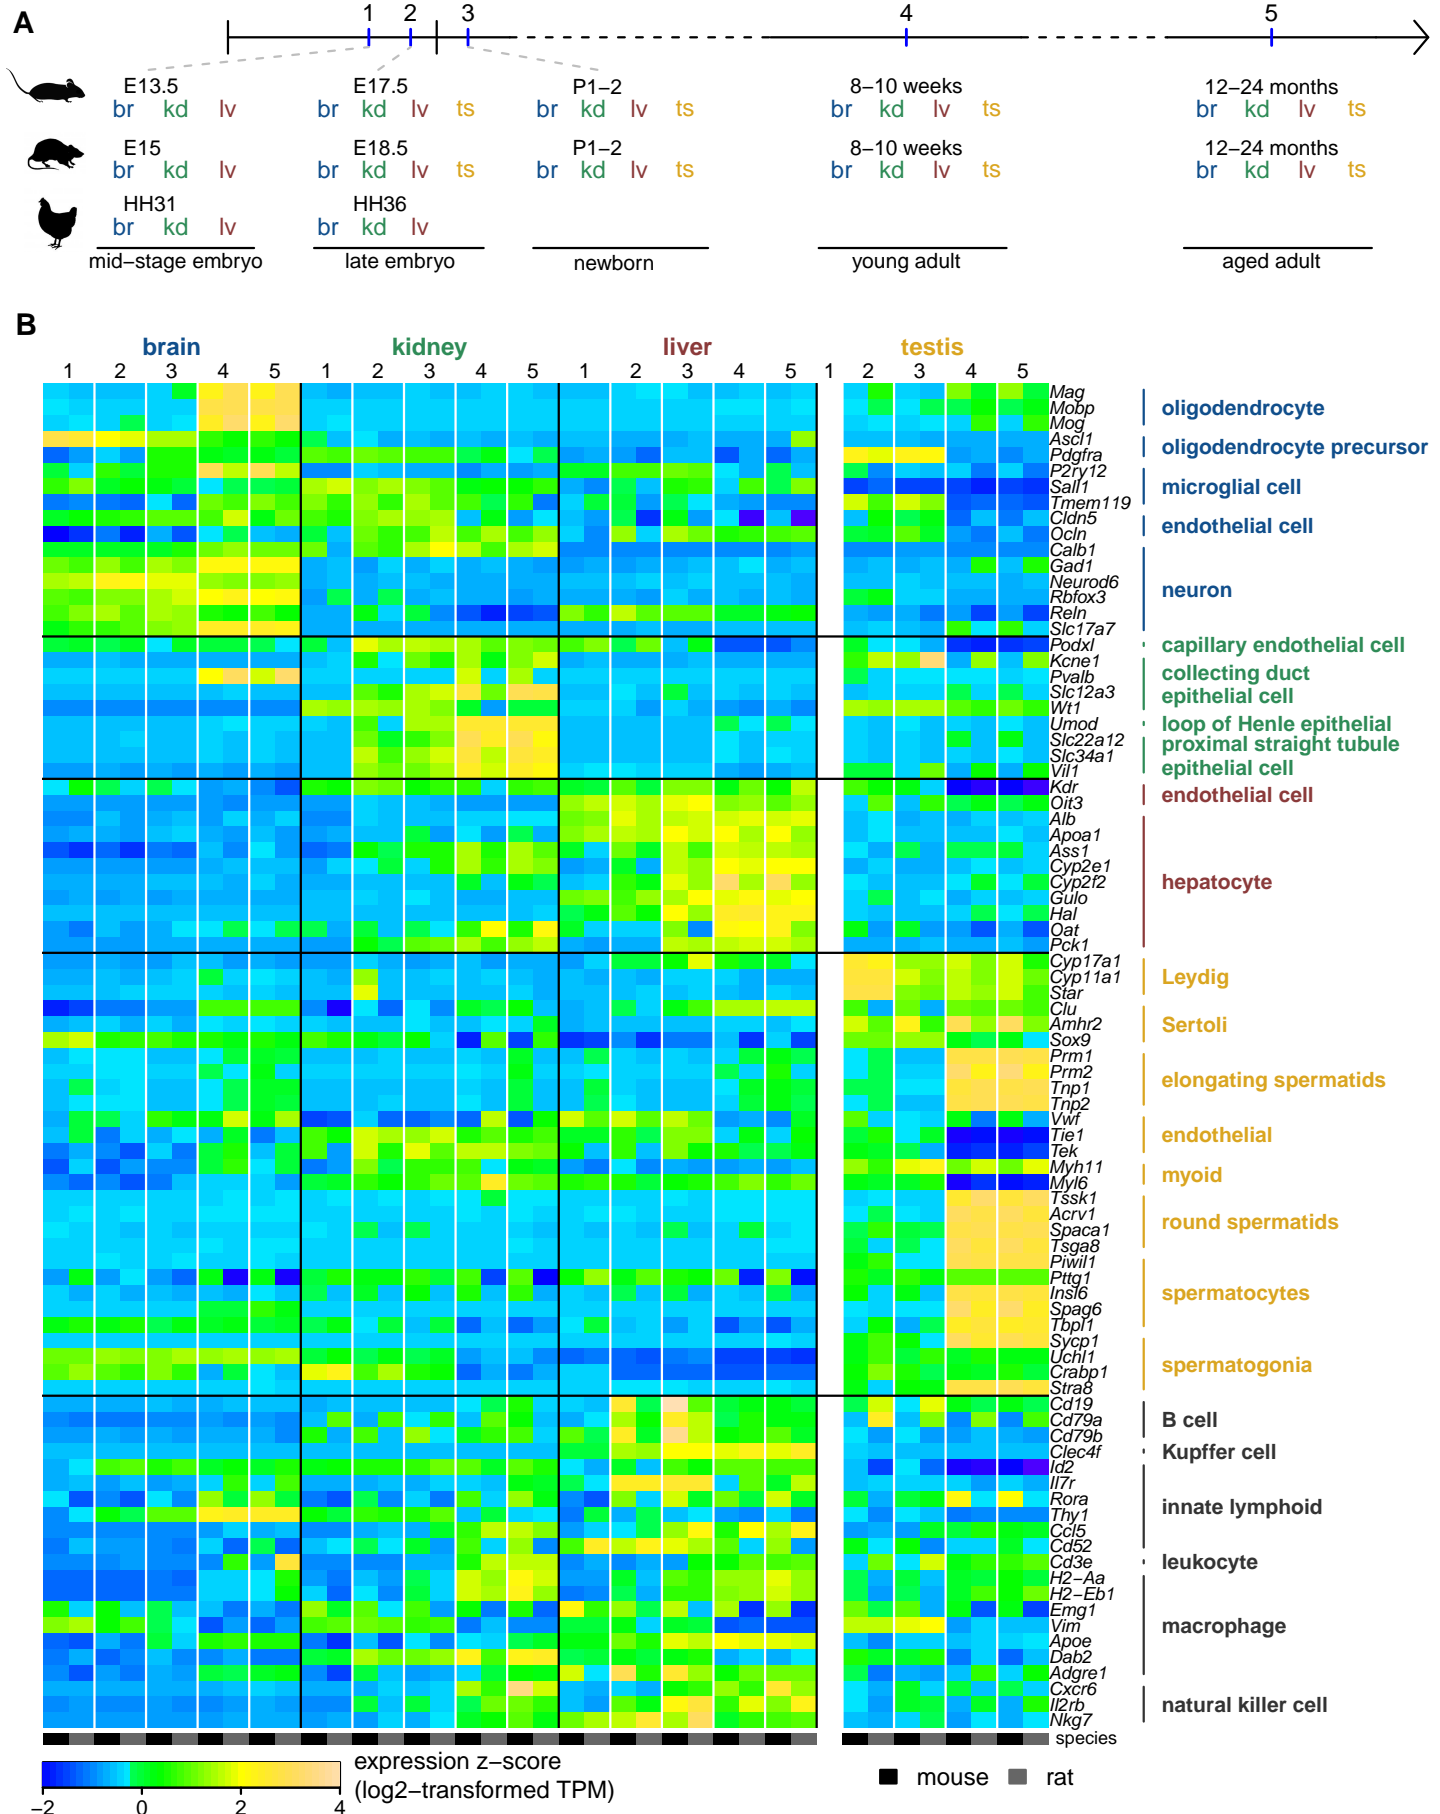 A
1 2 3 4 5
E13.5 E17.5 P1−2 8−10 weeks 12−24 months
br kd lv br kd lv ts br kd lv ts br kd lv ts br kd lv ts
E15 E18.5 P1−2 8−10 weeks 12−24 months
br kd lv br kd lv ts br kd lv ts br kd lv ts br kd lv ts
HH31 HH36
br kd lv br kd lv
mid−stage embryo late embryo newborn young adult aged adult
B
brain kidney liver testis
1 2 3 4 5 1 2 3 4 5 1 2 3 4 5 1 2 3 4 5
Mag
Mobp oligodendrocyte
Mog
Ascl1
Pdgfra oligodendrocyte precursor
P2ry12
Sall1 microglial cell
Tmem119
Cldn5 endothelial cell
Ocln
Calb1
Gad1
Neurod6
Rbfox3 neuron
Reln
Slc17a7
Podxl capillary endothelial cell
Kcne1
Pvalb collecting duct
Slc12a3 epithelial cell
Wt1
Umod loop of Henle epithelial
Slc22a12 proximal straight tubule
Slc34a1
Vil1 epithelial cell
Kdr endothelial cell
Oit3
Alb
Apoa1
Ass1
Cyp2e1
Cyp2f2 hepatocyte
Gulo
Hal
Oat
Pck1
Cyp17a1
Cyp11a1 Leydig
Star
Clu
Amhr2 Sertoli
Sox9
Prm1
Prm2
Tnp1 elongating spermatids
Tnp2
Vwf
Tie1 endothelial
Tek
Myh11
Myl6 myoid
Tssk1
Acrv1
Spaca1 round spermatids
Tsga8
Piwil1
Pttg1
Insl6 spermatocytes
Spag6
Tbpl1
Sycp1
Uchl1
Crabp1 spermatogonia
Stra8
Cd19
Cd79a B cell
Cd79b
Clec4f Kupffer cell
Id2
Il7r
Rora innate lymphoid
Thy1
Ccl5
Cd52
Cd3e leukocyte
H2−Aa
H2−Eb1
Emg1
Vim macrophage
Apoe
Dab2
Adgre1
Cxcr6
Il2rb natural killer cell
Nkg7
species
expression z−score
(log2−transformed TPM)
−2 0 2 4
mouse rat